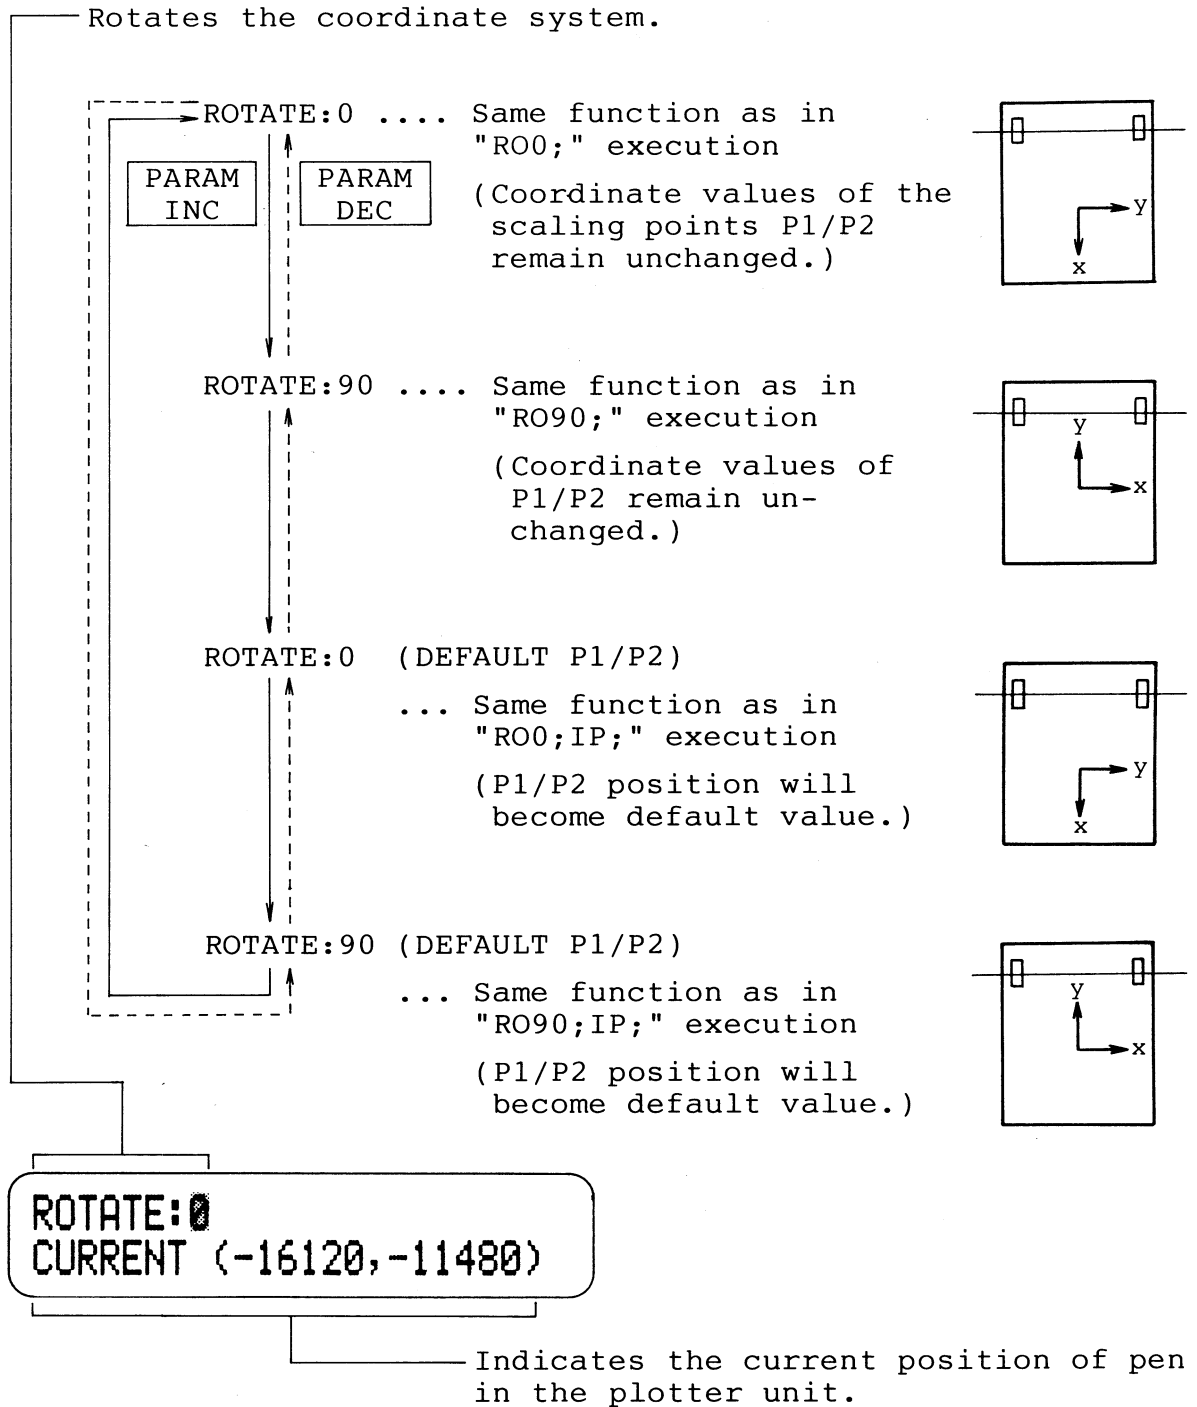 Rotates the coordinate system.
ROTATE:0 .... Same function as in
"RO0;" execution
PARAM INC
PARAM DEC
(Coordinate values of the
scaling points P1/P2
remain unchanged.)
y
x
ROTATE:90 .... Same function as in
"RO90;" execution
(Coordinate values of
P1/P2 remain un-
changed.)
y
x
ROTATE:0 (DEFAULT P1/P2)
... Same function as in
"RO0;IP;" execution
(P1/P2 position will
become default value.)
y
x
ROTATE:90 (DEFAULT P1/P2)
... Same function as in
"RO90;IP;" execution
(P1/P2 position will
become default value.)
y
x
ROTATE:0
CURRENT (-16120,-11480)
Indicates the current position of pen
in the plotter unit.